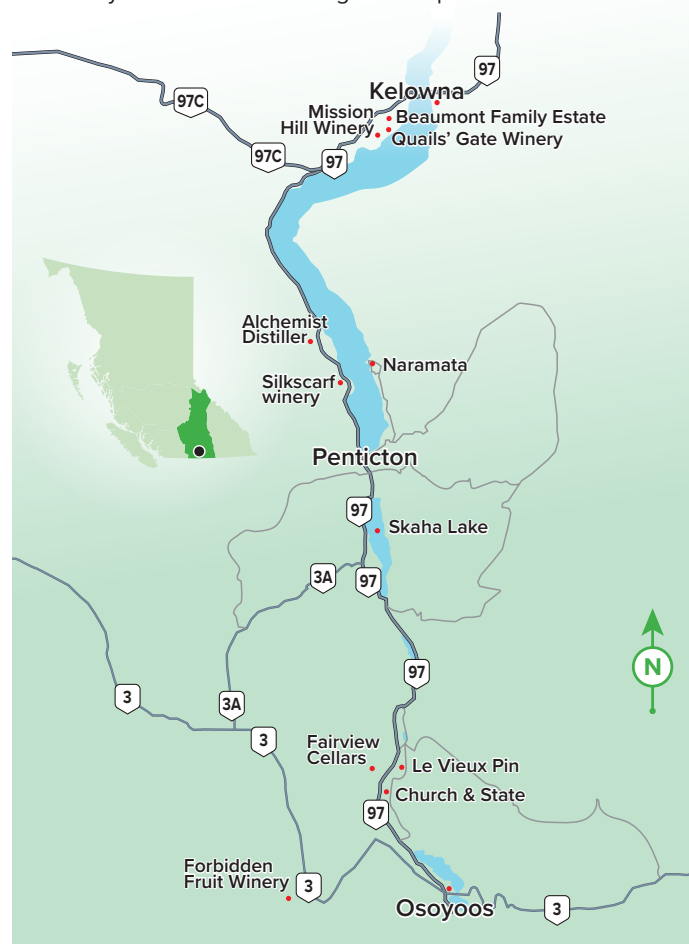 97
Kelowna
97C
Mission
Hill Winery
Beaumont Family Estate
Quails' Gate Winery
97C
97
Alchemist
Distiller
Naramata
Silkscarf
winery
Penticton
97
Skaha Lake
3A
97
N
97
3
3A
3
Fairview
Cellars
Le Vieux Pin
Church & State
97
Forbidden
Fruit Winery
3
Osoyoos
3